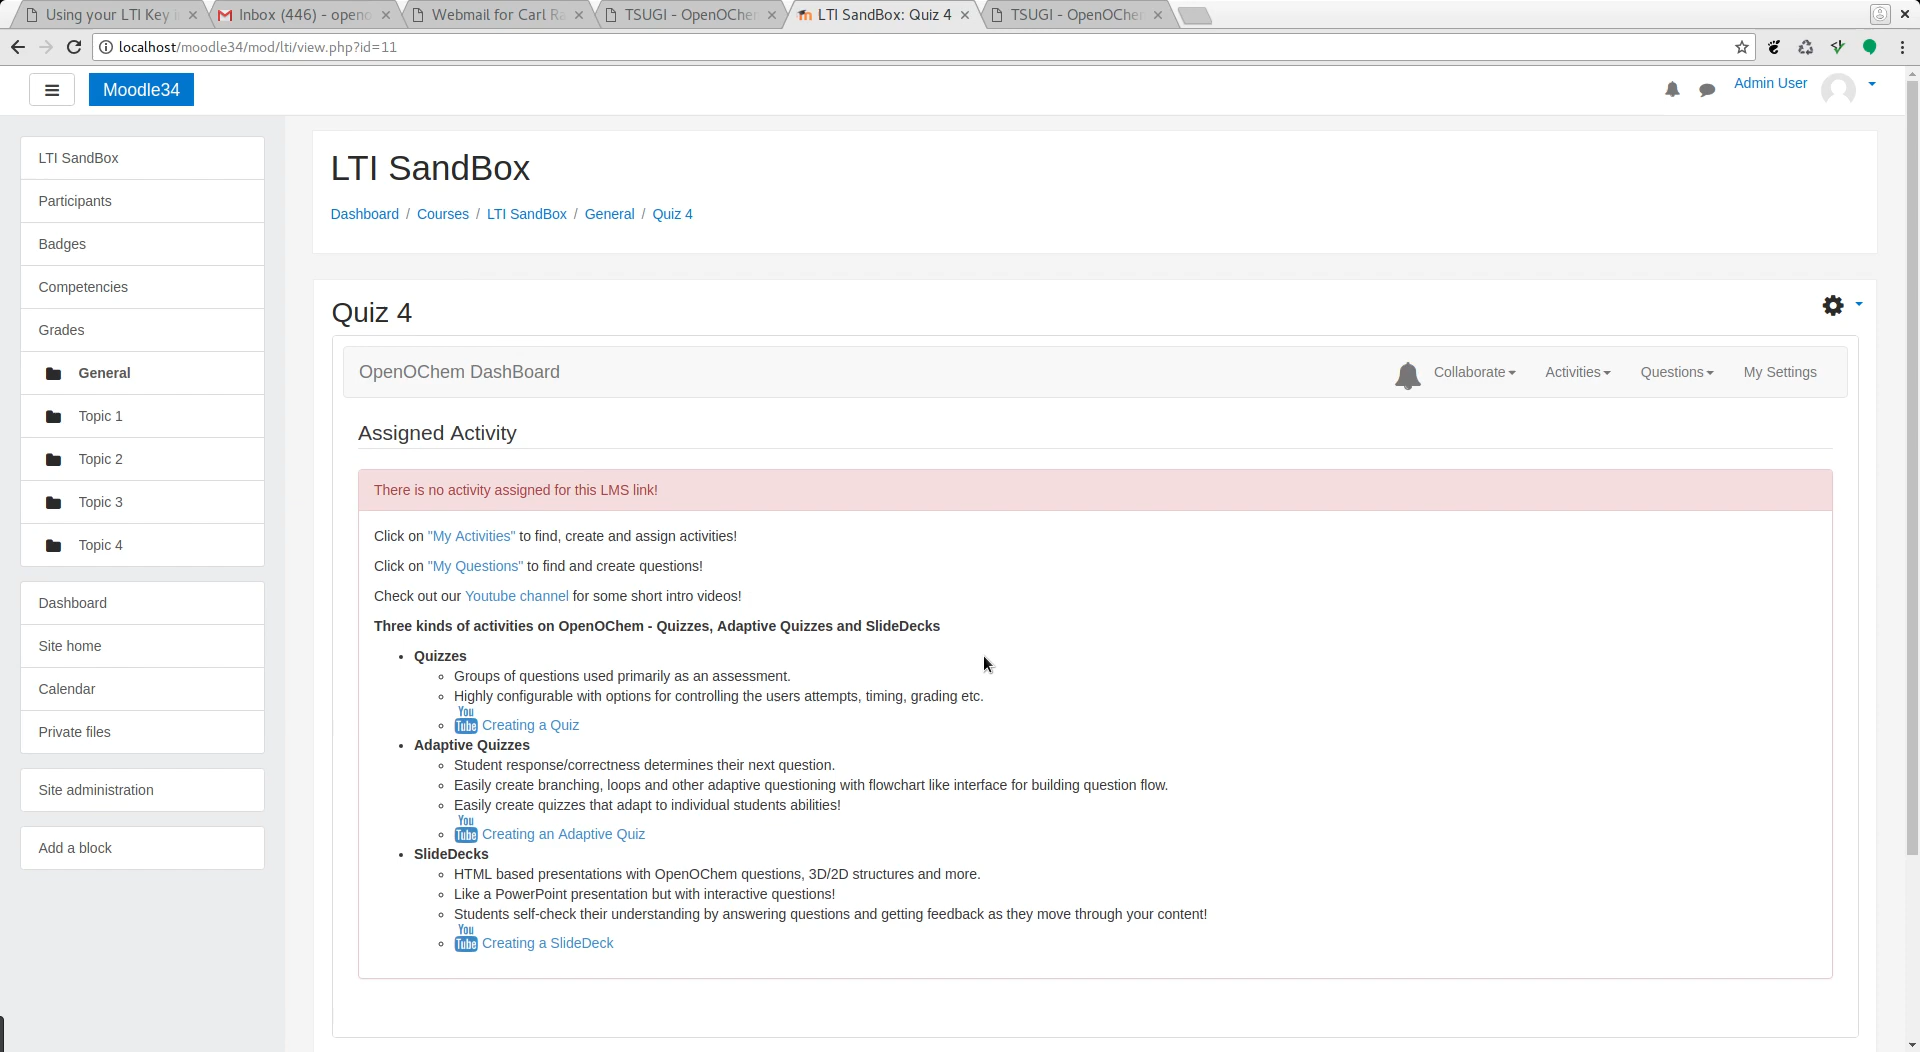 Using your LTI Key i
Inbox (446) - openo
Webmail for Carl Ra
TSUGI - OpenOChem
LTI SandBox: Quiz 4
TSUGI - OpenOChem
localhost/moodle34/mod/lti/view.php?id=11
Moodle34
Admin User
LTI SandBox
Participants
Badges
Competencies
Grades
General
Topic 1
Topic 2
Topic 3
Topic 4
Dashboard
Site home
Calendar
Private files
Site administration
Add a block
LTI SandBox
Dashboard / Courses / LTI SandBox / General / Quiz 4
Quiz 4
OpenOChem DashBoard
Collaborate
Activities
Questions
My Settings
Assigned Activity
There is no activity assigned for this LMS link!
Click on "My Activities" to find, create and assign activities!
Click on "My Questions" to find and create questions!
Check out our Youtube channel for some short intro videos!
Three kinds of activities on OpenOChem - Quizzes, Adaptive Quizzes and SlideDecks
• Quizzes
◦ Groups of questions used primarily as an assessment.
◦ Highly configurable with options for controlling the users attempts, timing, grading etc.
◦ You Tube Creating a Quiz
• Adaptive Quizzes
◦ Student response/correctness determines their next question.
◦ Easily create branching, loops and other adaptive questioning with flowchart like interface for building question flow.
◦ Easily create quizzes that adapt to individual students abilities!
◦ You Tube Creating an Adaptive Quiz
• SlideDecks
◦ HTML based presentations with OpenOChem questions, 3D/2D structures and more.
◦ Like a PowerPoint presentation but with interactive questions!
◦ Students self-check their understanding by answering questions and getting feedback as they move through your content!
◦ You Tube Creating a SlideDeck